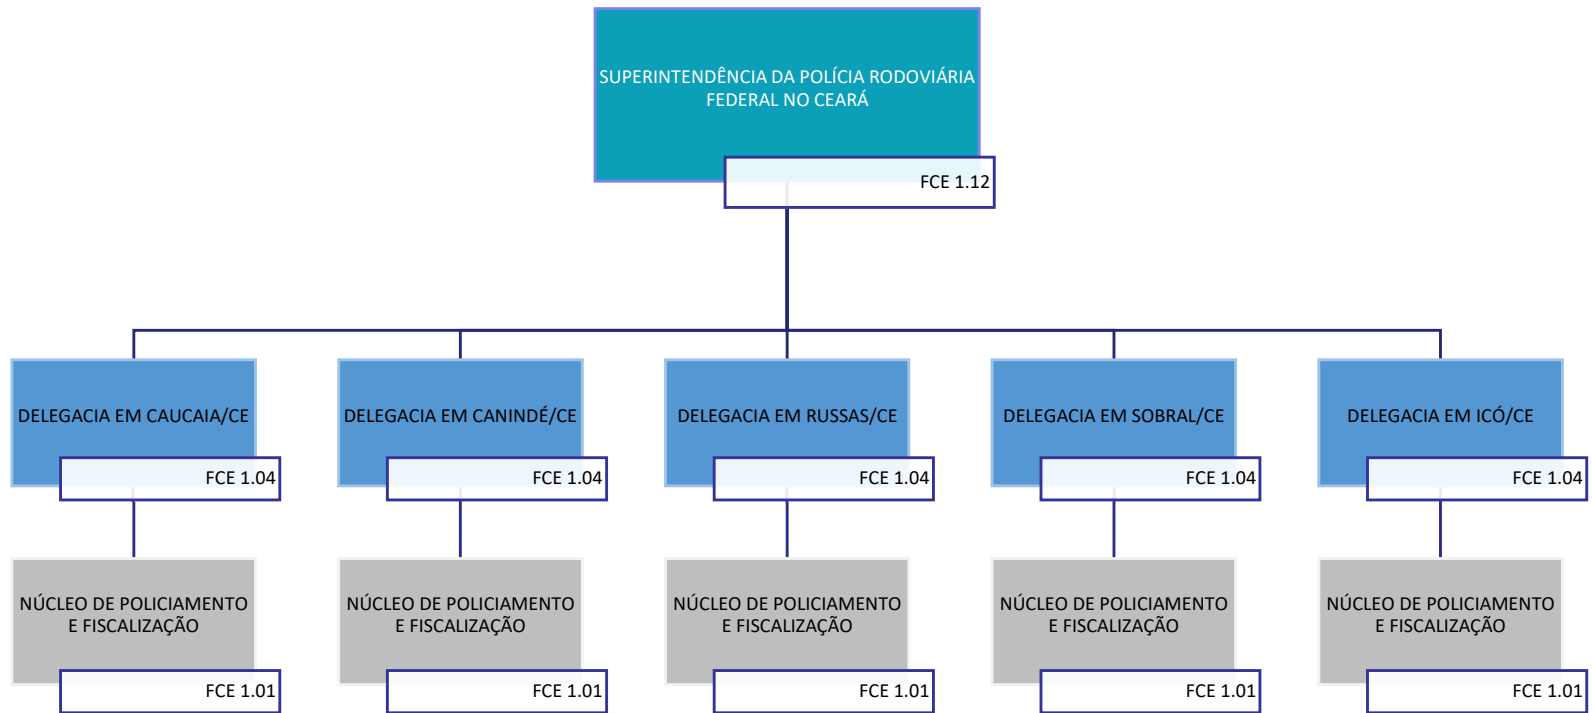 SUPERINTENDÊNCIA DA POLÍCIA RODOVIÁRIA
FEDERAL NO CEARÁ
FCE 1.12
DELEGACIA EM CAUCAIA/CE
FCE 1.04
DELEGACIA EM CANINDÉ/CE
FCE 1.04
DELEGACIA EM RUSSAS/CE
FCE 1.04
DELEGACIA EM SOBRAL/CE
FCE 1.04
DELEGACIA EM ICÓ/CE
FCE 1.04
NÚCLEO DE POLICIAMENTO
E FISCALIZAÇÃO
FCE 1.01
NÚCLEO DE POLICIAMENTO
E FISCALIZAÇÃO
FCE 1.01
NÚCLEO DE POLICIAMENTO
E FISCALIZAÇÃO
FCE 1.01
NÚCLEO DE POLICIAMENTO
E FISCALIZAÇÃO
FCE 1.01
NÚCLEO DE POLICIAMENTO
E FISCALIZAÇÃO
FCE 1.01